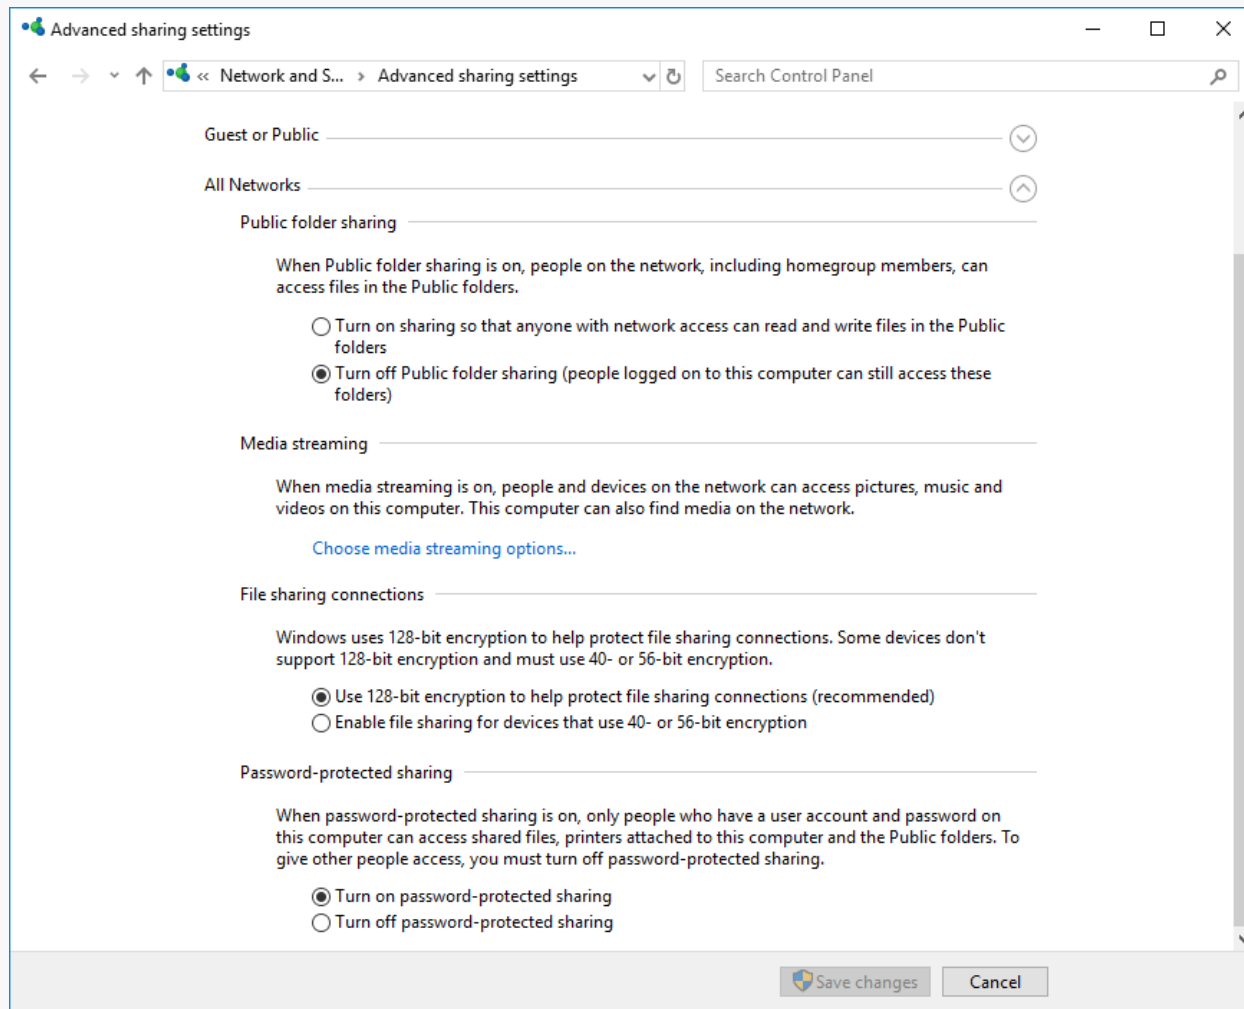 Advanced sharing settings
« Network and S... › Advanced sharing settings
Search Control Panel
Guest or Public
All Networks
Public folder sharing
When Public folder sharing is on, people on the network, including homegroup members, can
access files in the Public folders.
Turn on sharing so that anyone with network access can read and write files in the Public
folders
Turn off Public folder sharing (people logged on to this computer can still access these
folders)
Media streaming
When media streaming is on, people and devices on the network can access pictures, music and
videos on this computer. This computer can also find media on the network.
Choose media streaming options...
File sharing connections
Windows uses 128-bit encryption to help protect file sharing connections. Some devices don't
support 128-bit encryption and must use 40- or 56-bit encryption.
Use 128-bit encryption to help protect file sharing connections (recommended)
Enable file sharing for devices that use 40- or 56-bit encryption
Password-protected sharing
When password-protected sharing is on, only people who have a user account and password on
this computer can access shared files, printers attached to this computer and the Public folders. To
give other people access, you must turn off password-protected sharing.
Turn on password-protected sharing
Turn off password-protected sharing
Save changes
Cancel